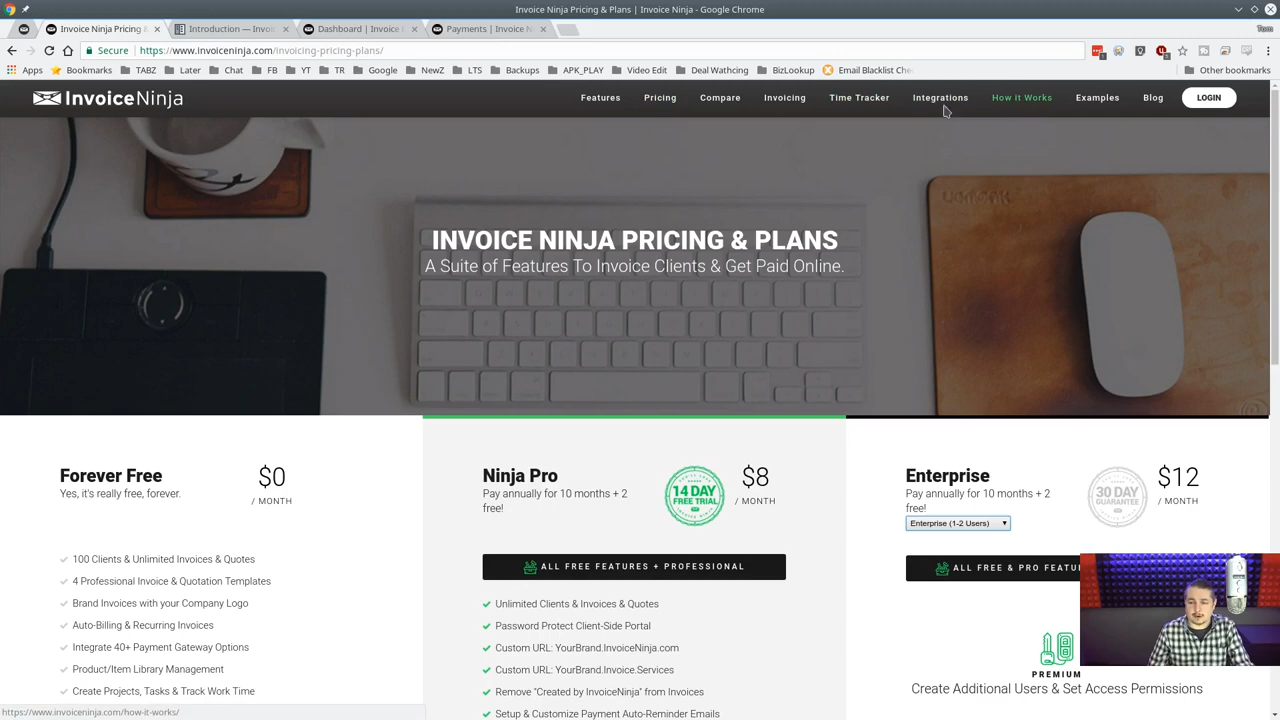 Invoice Ninja Pricing & Plans | Invoice Ninja - Google Chrome
Invoice Ninja Pricing &
Introduction — Invoi
Dashboard | Invoice N
Payments | Invoice Ni
Tom
Secure
https://www.invoiceninja.com/invoicing-pricing-plans/
Apps
Bookmarks
TABZ
Later
Chat
FB
YT
TR
Google
NewZ
LTS
Backups
APK_PLAY
Video Edit
Deal Wathcing
BizLookup
Email Blacklist Che
Other bookmarks
InvoiceNinja
Features
Pricing
Compare
Invoicing
Time Tracker
Integrations
How it Works
Examples
Blog
LOGIN
INVOICE NINJA PRICING & PLANS
A Suite of Features To Invoice Clients & Get Paid Online.
Forever Free
Yes, it's really free, forever.
$0
/ MONTH
100 Clients & Unlimited Invoices & Quotes
4 Professional Invoice & Quotation Templates
Brand Invoices with your Company Logo
Auto-Billing & Recurring Invoices
Integrate 40+ Payment Gateway Options
Product/Item Library Management
Create Projects, Tasks & Track Work Time
Ninja Pro
Pay annually for 10 months + 2
free!
14 DAY
FREE TRIAL
$8
/ MONTH
ALL FREE FEATURES + PROFESSIONAL
Unlimited Clients & Invoices & Quotes
Password Protect Client-Side Portal
Custom URL: YourBrand.InvoiceNinja.com
Custom URL: YourBrand.Invoice.Services
Remove "Created by InvoiceNinja" from Invoices
Setup & Customize Payment Auto-Reminder Emails
Enterprise
Pay annually for 10 months + 2
free!
Enterprise (1-2 Users)
30 DAY
GUARANTEE
$12
/ MONTH
ALL FREE & PRO FEATU
PREMIUM
Create Additional Users & Set Access Permissions
https://www.invoiceninja.com/how-it-works/